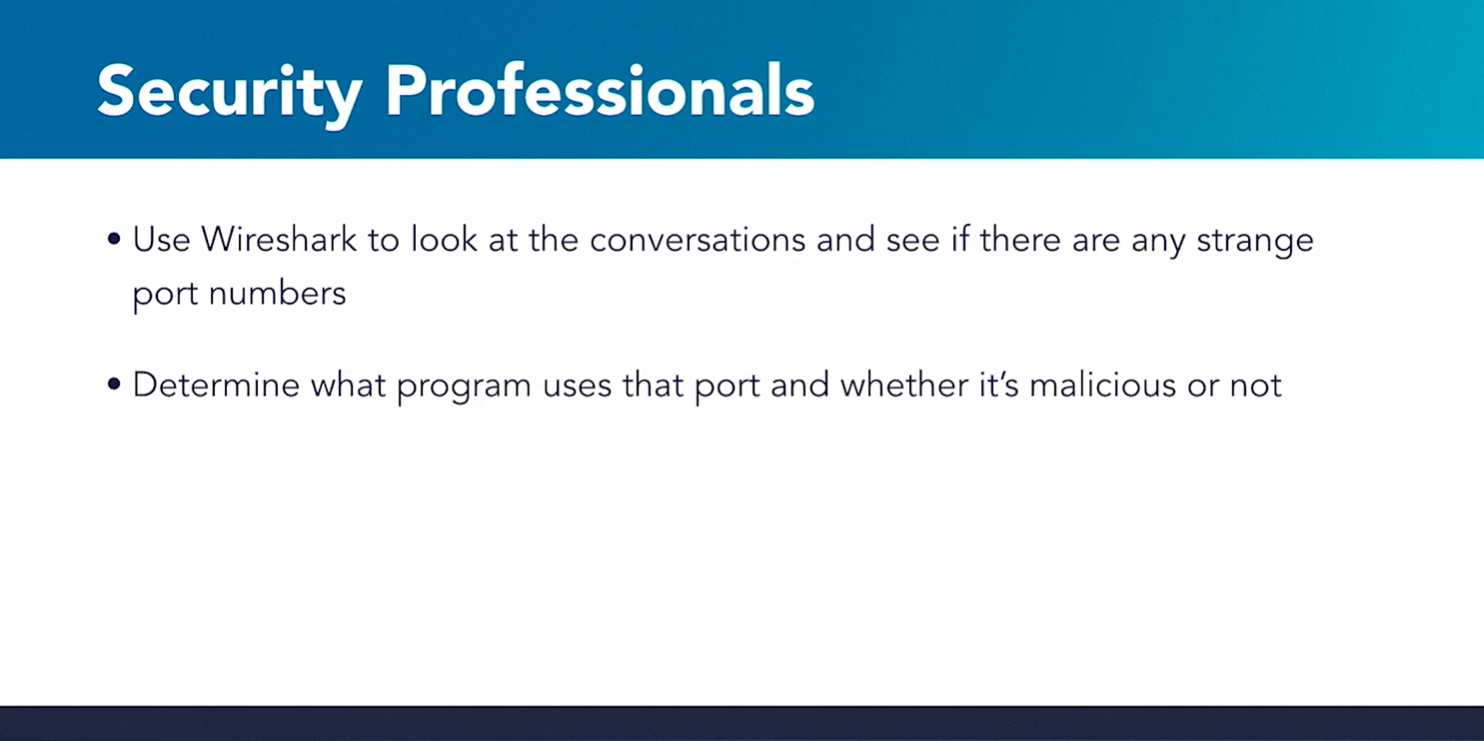 Security Professionals
• Use Wireshark to look at the conversations and see if there are any strange
port numbers
• Determine what program uses that port and whether it’s malicious or not